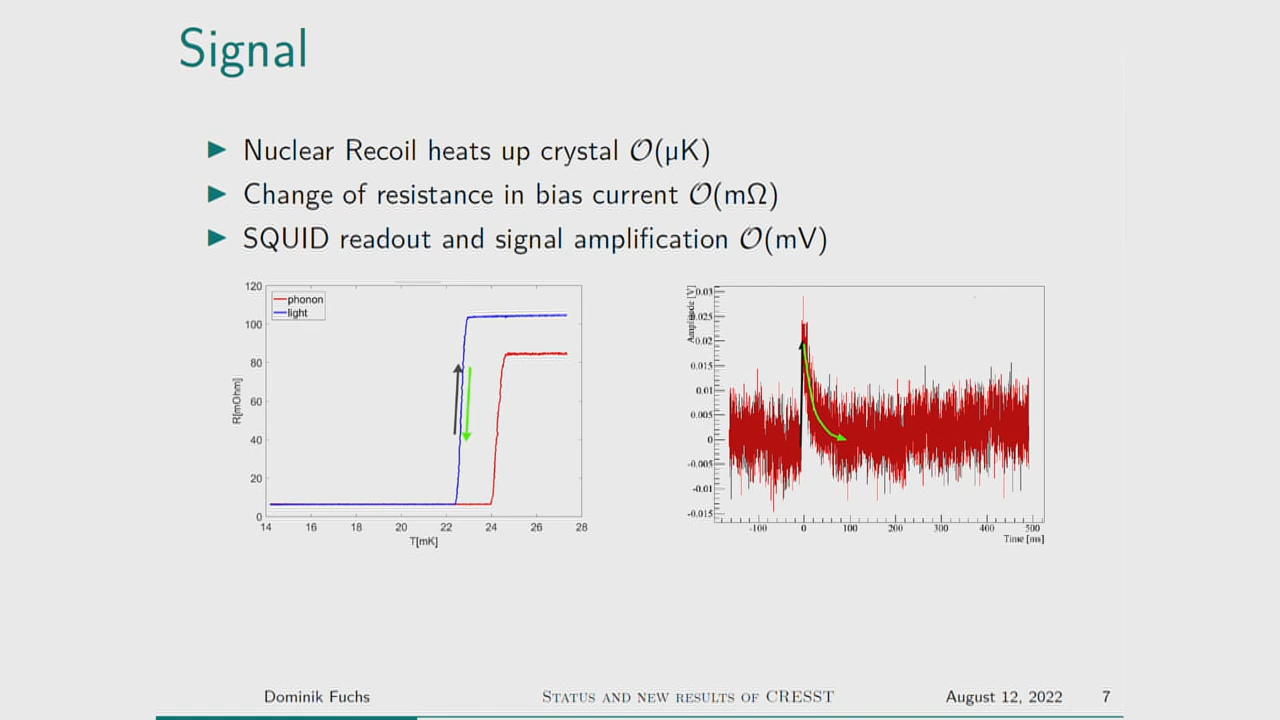 Signal
Nuclear Recoil heats up crystal 𝒪(μK)
Change of resistance in bias current 𝒪(mΩ)
SQUID readout and signal amplification 𝒪(mV)
120
100
80
60
40
20
0
R[mOhm]
phonon
light
14 16 18 20 22 24 26 28
T[mK]
Amplitude [V]
0.03
0.025
0.02
0.015
0.01
0.005
0
-0.005
-0.01
-0.015
-100 0 100 200 300 400 500
Time [ms]
Dominik Fuchs STATUS AND NEW RESULTS OF CRESST August 12, 2022 7